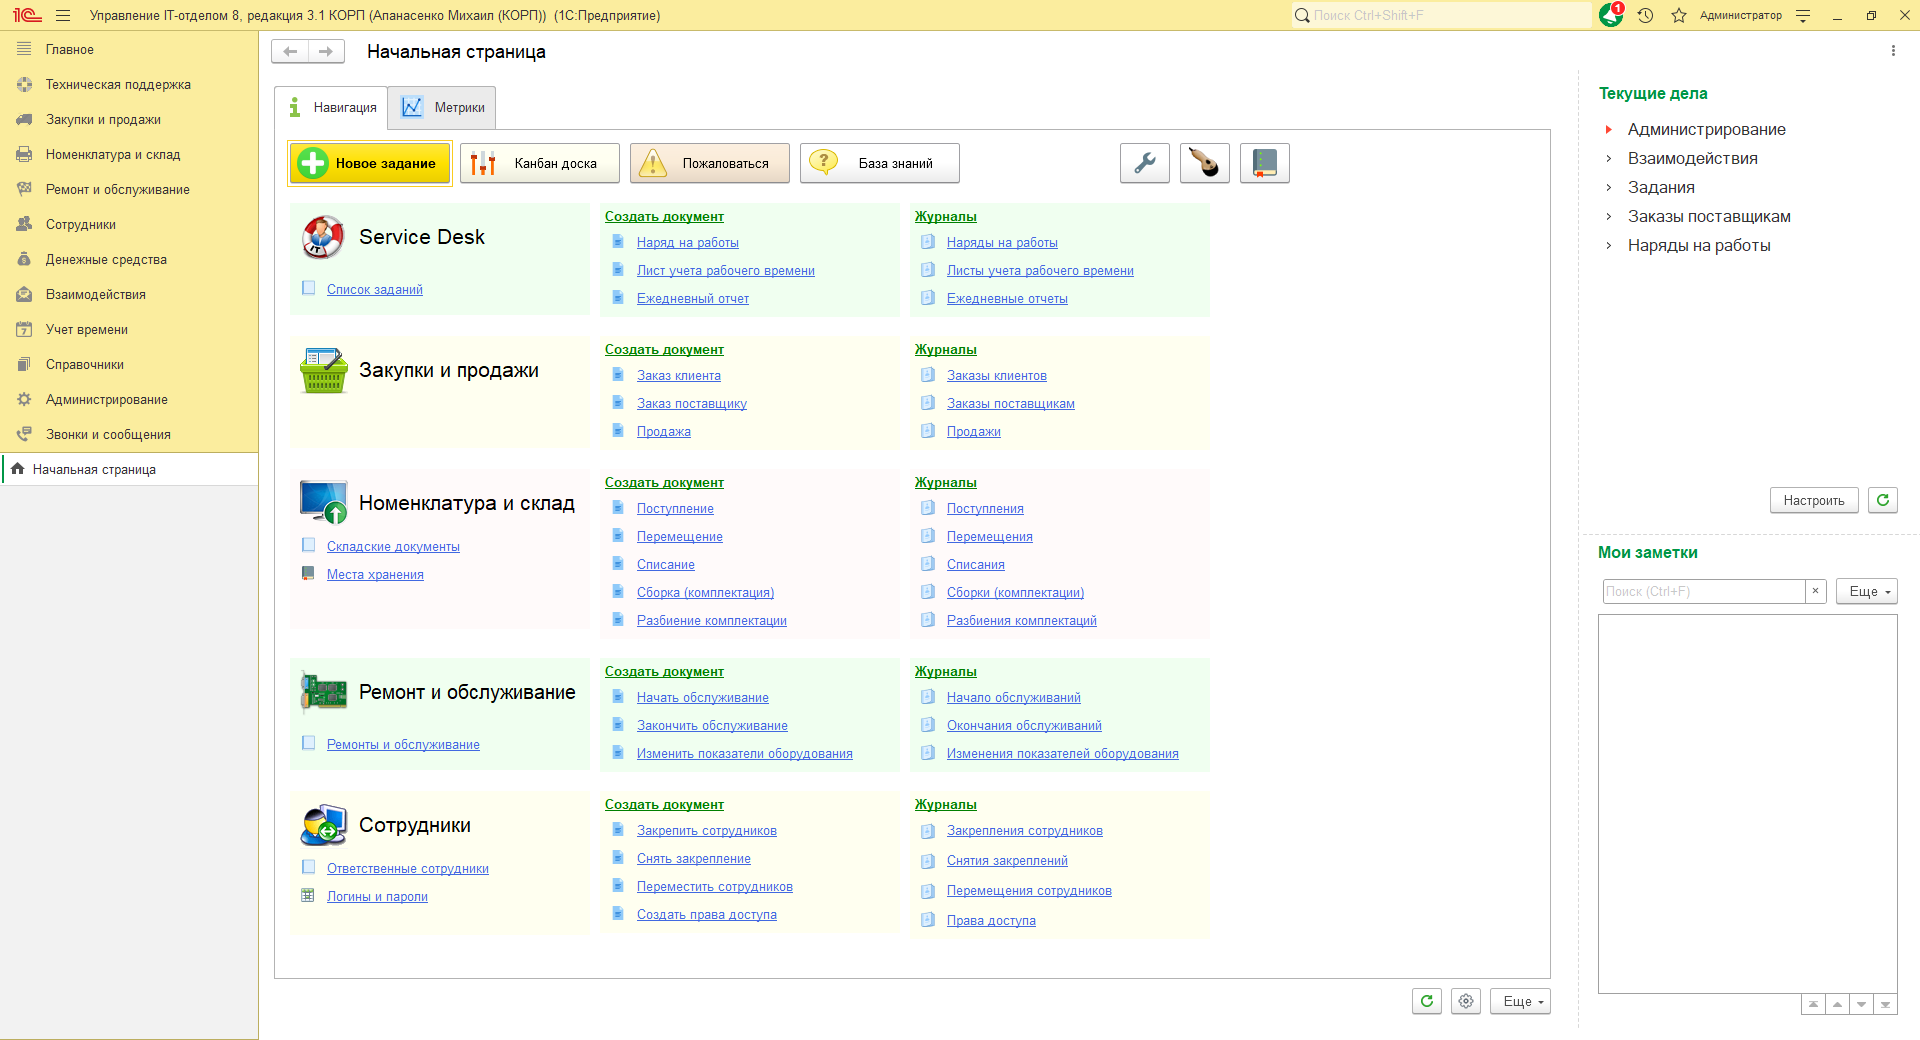 1С
Управление IT-отделом 8, редакция 3.1 КОРП (Апанасенко Михаил (КОРП)) (1С:Предприятие)
Поиск Ctrl+Shift+F
1
Администратор
Главное
Техническая поддержка
Закупки и продажи
Номенклатура и склад
Ремонт и обслуживание
Сотрудники
Денежные средства
Взаимодействия
7
Учет времени
Справочники
Администрирование
Звонки и сообщения
Начальная страница
Начальная страница
Навигация
Метрики
Новое задание
Канбан доска
Пожаловаться
База знаний
IT
Service Desk
Список заданий
Создать документ
Наряд на работы
Лист учета рабочего времени
Ежедневный отчет
Журналы
Наряды на работы
Листы учета рабочего времени
Ежедневные отчеты
Закупки и продажи
Создать документ
Заказ клиента
Заказ поставщику
Продажа
Журналы
Заказы клиентов
Заказы поставщикам
Продажи
Номенклатура и склад
Складские документы
Места хранения
Создать документ
Поступление
Перемещение
Списание
Сборка (комплектация)
Разбиение комплектации
Журналы
Поступления
Перемещения
Списания
Сборки (комплектации)
Разбиения комплектаций
Ремонт и обслуживание
Ремонты и обслуживание
Создать документ
Начать обслуживание
Закончить обслуживание
Изменить показатели оборудования
Журналы
Начало обслуживаний
Окончания обслуживаний
Изменения показателей оборудования
Сотрудники
Ответственные сотрудники
Логины и пароли
Создать документ
Закрепить сотрудников
Снять закрепление
Переместить сотрудников
Создать права доступа
Журналы
Закрепления сотрудников
Снятия закреплений
Перемещения сотрудников
Права доступа
Еще
Текущие дела
Администрирование
Взаимодействия
Задания
Заказы поставщикам
Наряды на работы
Настроить
Мои заметки
Поиск (Ctrl+F)
×
Еще